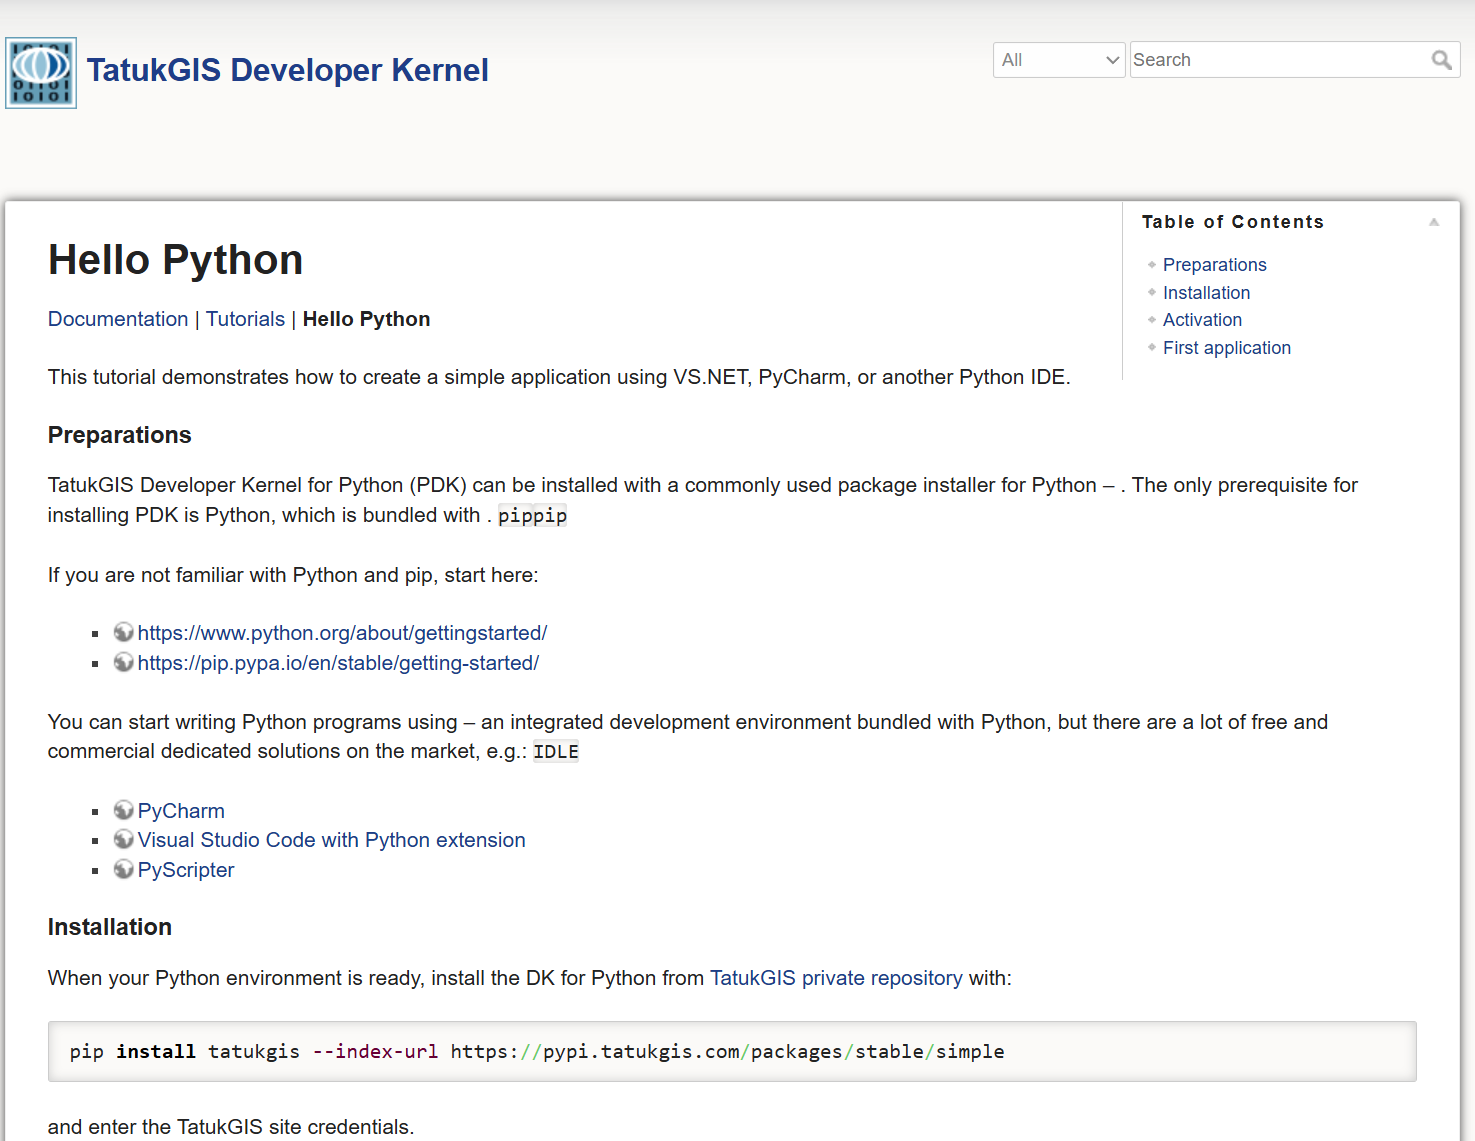 TatukGIS Developer Kernel
All
Search
Table of Contents
Preparations
Installation
Activation
First application
Hello Python
Documentation | Tutorials | Hello Python
This tutorial demonstrates how to create a simple application using VS.NET, PyCharm, or another Python IDE.
Preparations
TatukGIS Developer Kernel for Python (PDK) can be installed with a commonly used package installer for Python – . The only prerequisite for
installing PDK is Python, which is bundled with . pippip
If you are not familiar with Python and pip, start here:
https://www.python.org/about/gettingstarted/
https://pip.pypa.io/en/stable/getting-started/
You can start writing Python programs using – an integrated development environment bundled with Python, but there are a lot of free and
commercial dedicated solutions on the market, e.g.: IDLE
PyCharm
Visual Studio Code with Python extension
PyScripter
Installation
When your Python environment is ready, install the DK for Python from TatukGIS private repository with:
pip install tatukgis --index-url https://pypi.tatukgis.com/packages/stable/simple
and enter the TatukGIS site credentials.